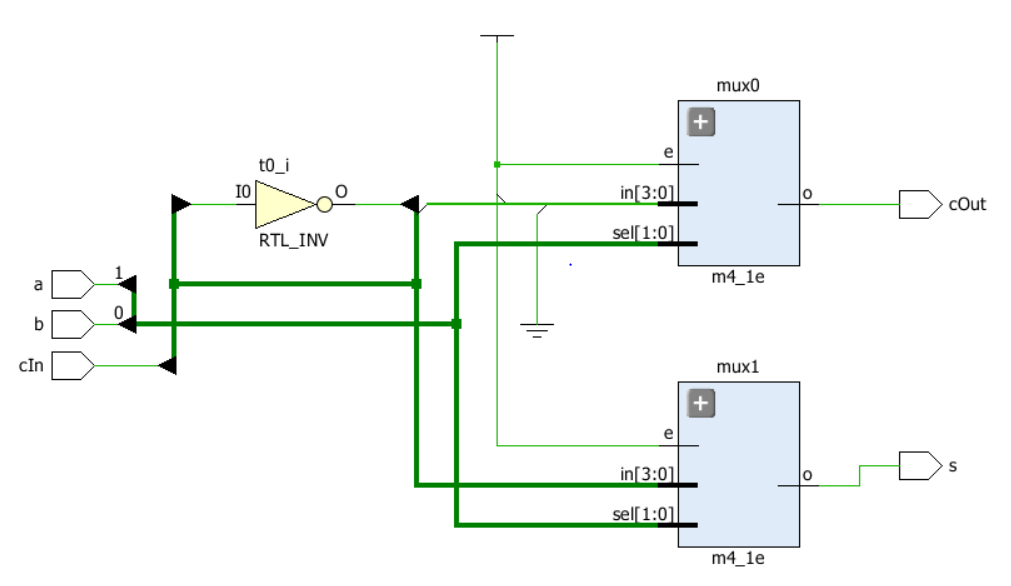 mux0
+
e
t0_i
I0
O
in[3:0]
o
cOut
RTL_INV
sel[1:0]
a
1
m4_1e
b
0
cIn
mux1
+
e
s
in[3:0]
o
sel[1:0]
m4_1e